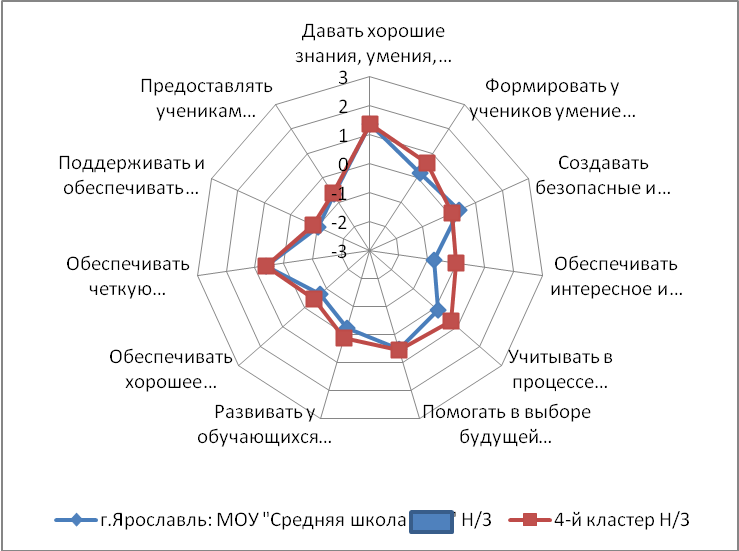 Давать хорошие
знания, умения,...
Формировать у
учеников умение...
Создавать
безопасные и...
Обеспечивать
интересное и...
Учитывать в
процессе...
Помогать в выборе
будущей...
Развивать у
обучающихся...
Обеспечивать
хорошее...
Обеспечивать
четкую...
Поддерживать и
обеспечивать...
Предоставлять
ученикам...
3
2
1
0
-1
-2
-3
г.Ярославль: МОУ "Средняя школа " Н/З
4-й кластер Н/З